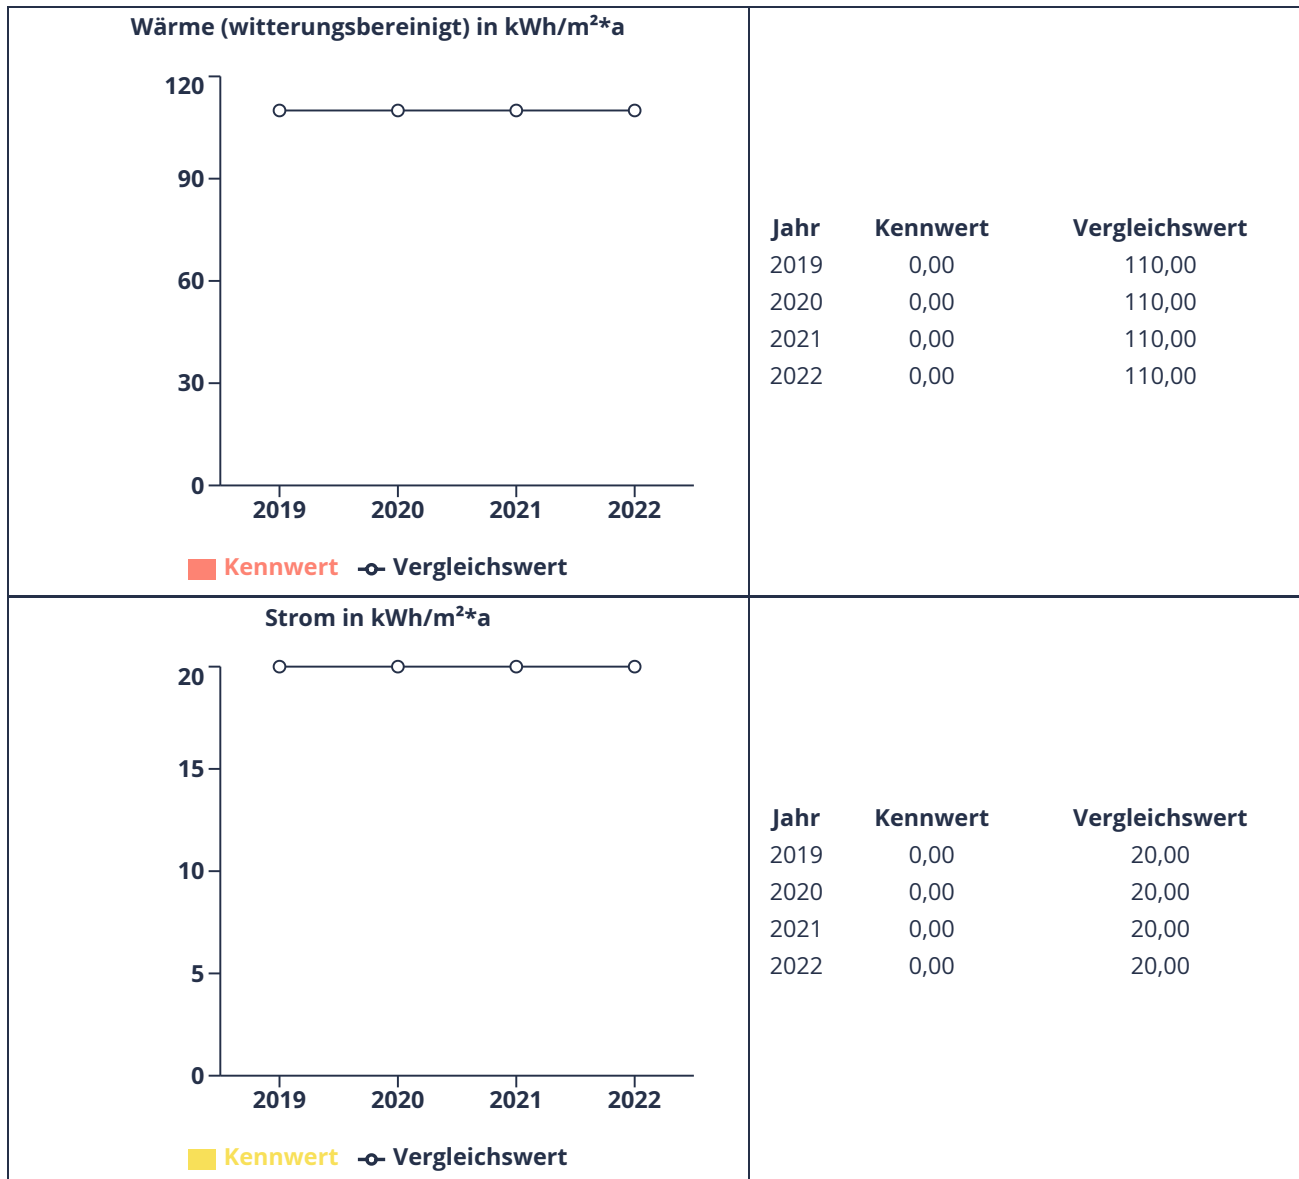 Wärme (witterungsbereinigt) in kWh/m²*a
120
90
60
30
0
2019 2020 2021 2022
Kennwert Vergleichswert
Jahr Kennwert Vergleichswert
2019 0,00 110,00
2020 0,00 110,00
2021 0,00 110,00
2022 0,00 110,00
Strom in kWh/m²*a
20
15
10
5
0
2019 2020 2021 2022
Kennwert Vergleichswert
Jahr Kennwert Vergleichswert
2019 0,00 20,00
2020 0,00 20,00
2021 0,00 20,00
2022 0,00 20,00